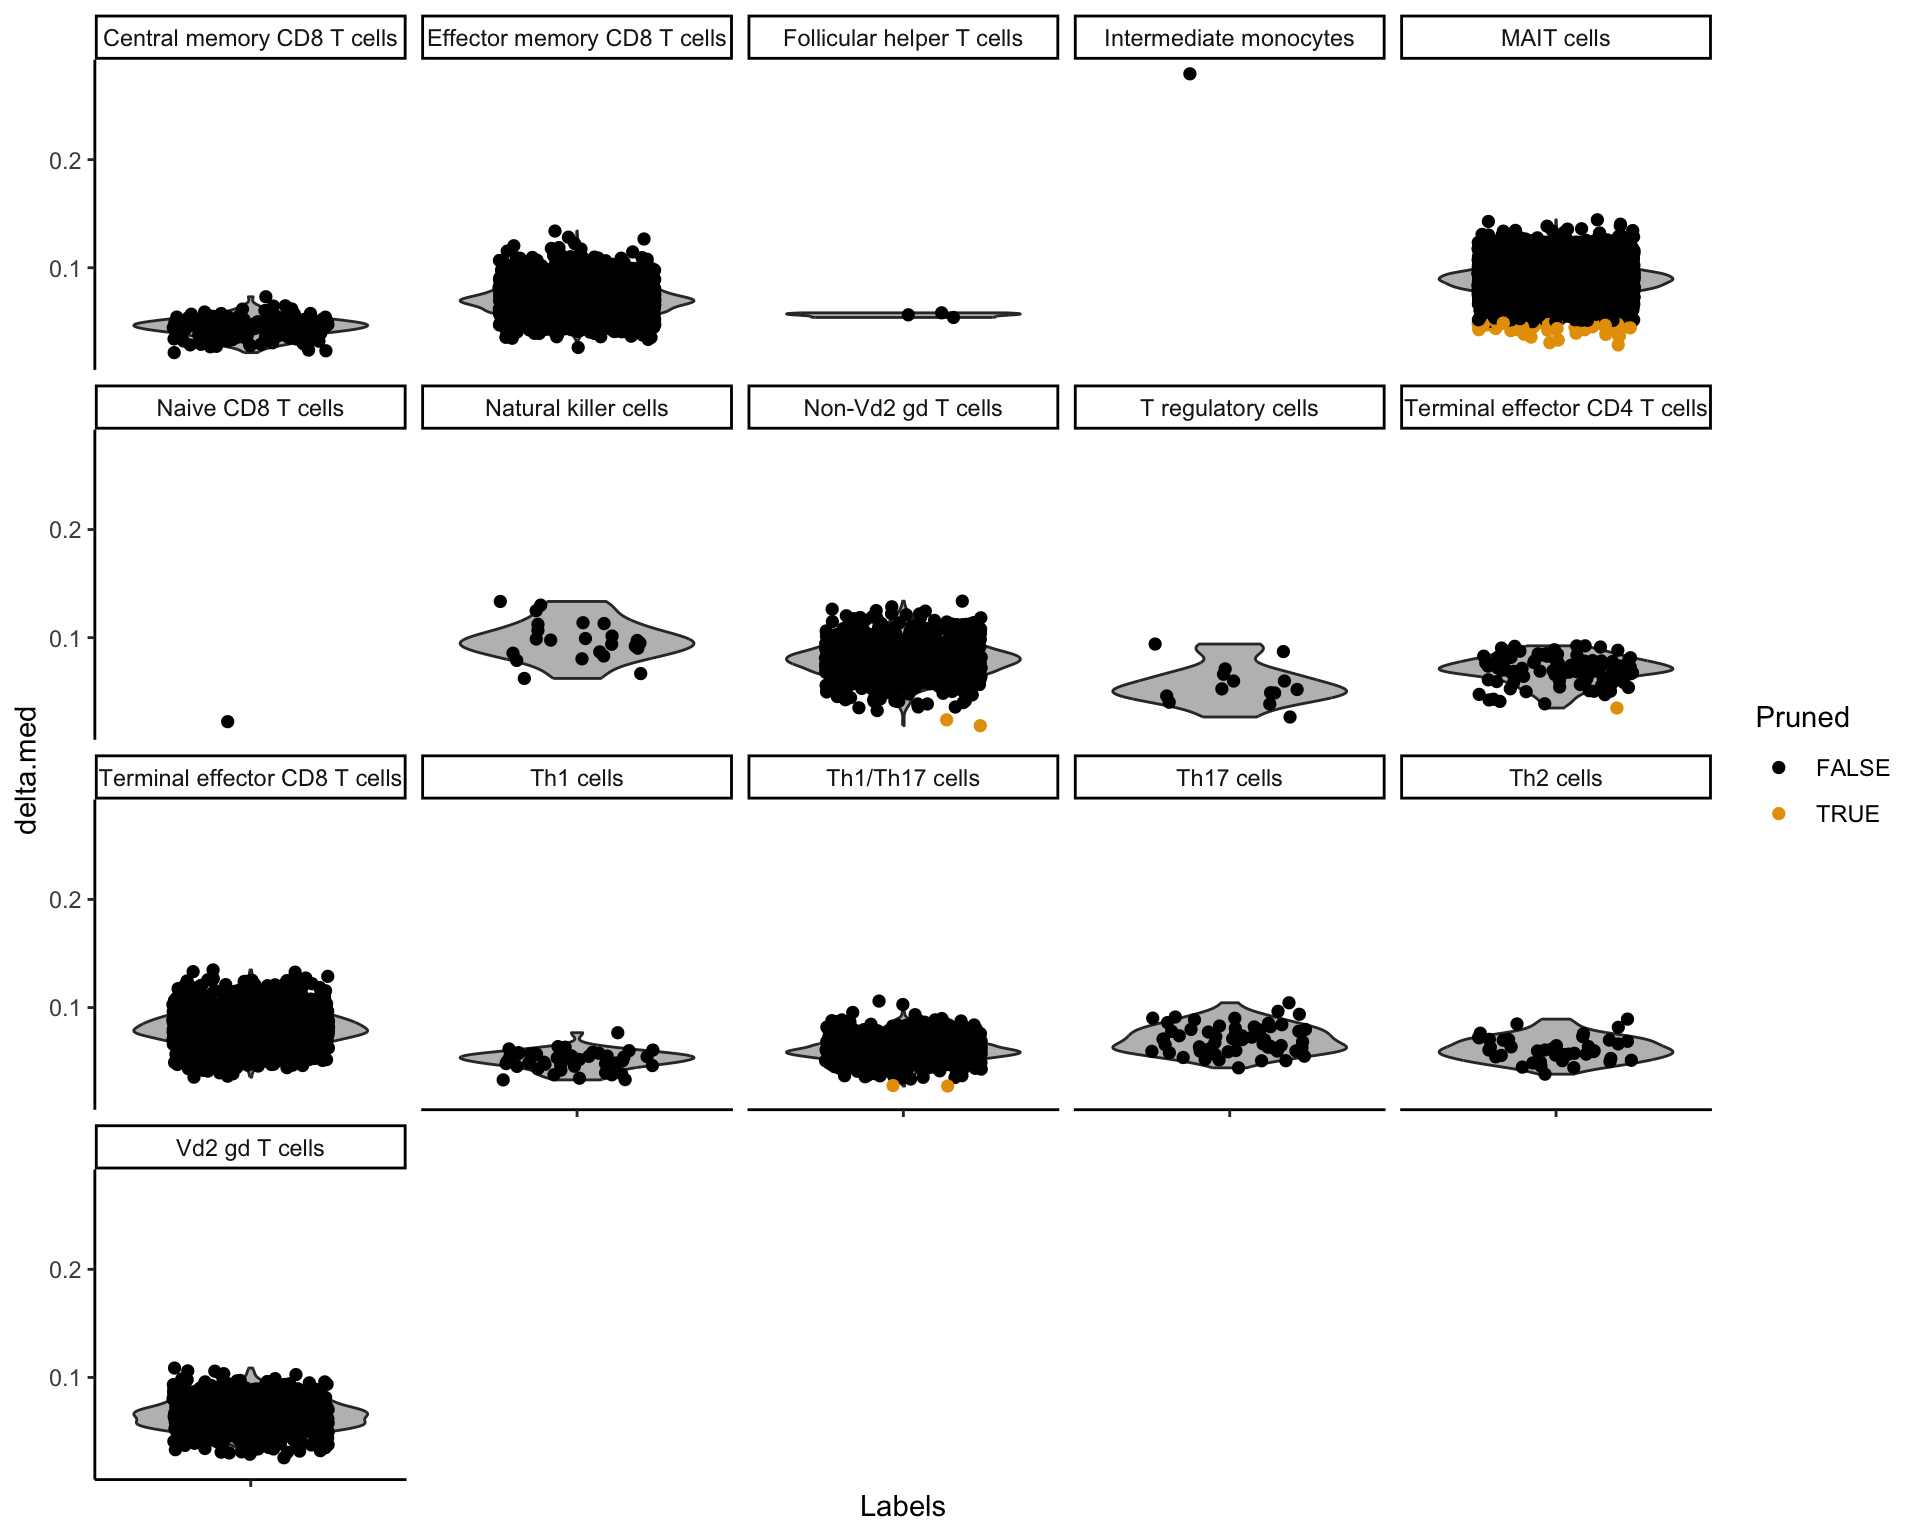 Central memory CD8 T cells
Effector memory CD8 T cells
Follicular helper T cells
Intermediate monocytes
MAIT cells
0.2
0.1
Naive CD8 T cells
Natural killer cells
Non-Vd2 gd T cells
T regulatory cells
Terminal effector CD4 T cells
0.2
0.1
Terminal effector CD8 T cells
Th1 cells
Th1/Th17 cells
Th17 cells
Th2 cells
0.2
0.1
Vd2 gd T cells
0.2
0.1
delta.med
Labels
Pruned
FALSE
TRUE